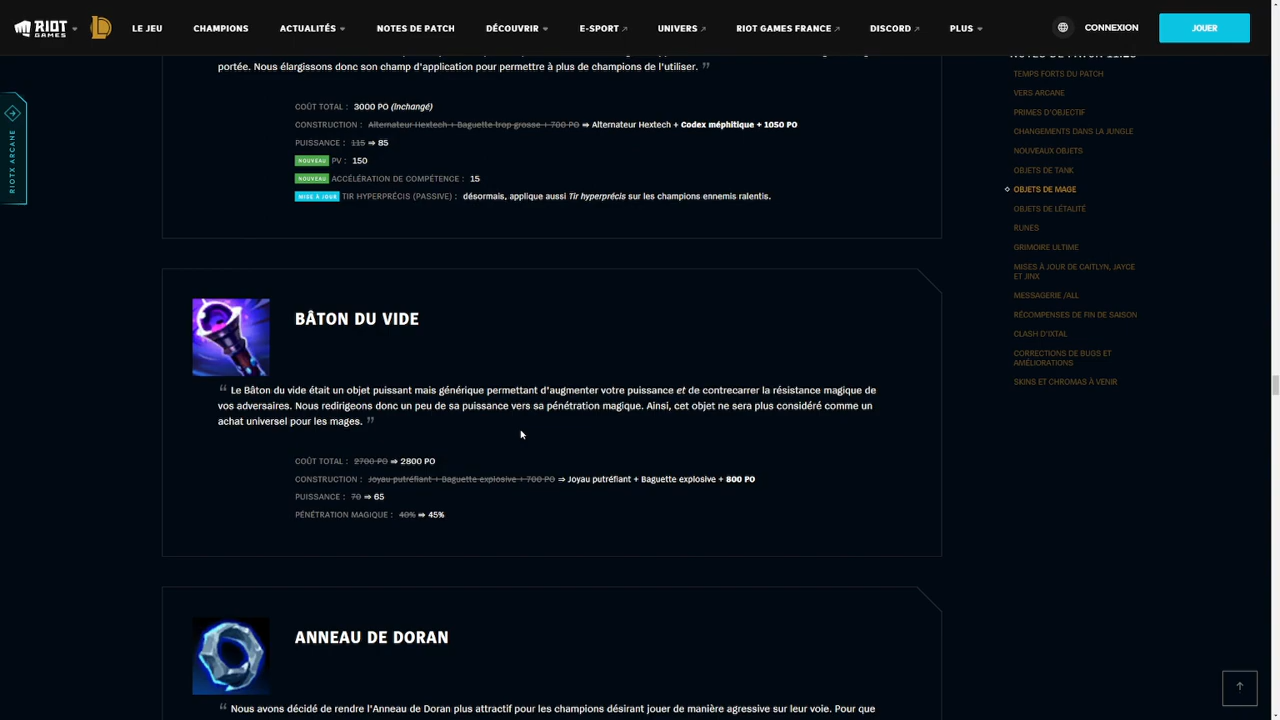 RIOT GAMES
LE JEU
CHAMPIONS
ACTUALITÉS
NOTES DE PATCH
DÉCOUVRIR
E-SPORT
UNIVERS
RIOT GAMES FRANCE
DISCORD
PLUS
CONNEXION
JOUER
RIOTX ARCANE
portée. Nous élargissons donc son champ d'application pour permettre à plus de champions de l'utiliser. ”
COÛT TOTAL : 3000 PO (inchangé)
CONSTRUCTION : Alternateur Hextech + Baguette trop grosse + 700 PO ⇒ Alternateur Hextech + Codex méphitique + 1050 PO
PUISSANCE : 115 ⇒ 85
NOUVEAU PV : 150
NOUVEAU ACCÉLÉRATION DE COMPÉTENCE : 15
MISE À JOUR TIR HYPERPRÉCIS (PASSIVE) : désormais, applique aussi Tir hyperprécis sur les champions ennemis ralentis.
BÂTON DU VIDE
“ Le Bâton du vide était un objet puissant mais générique permettant d'augmenter votre puissance et de contrecarrer la résistance magique de
vos adversaires. Nous redirigeons donc un peu de sa puissance vers sa pénétration magique. Ainsi, cet objet ne sera plus considéré comme un
achat universel pour les mages. ”
COÛT TOTAL : 2700 PO ⇒ 2800 PO
CONSTRUCTION : Joyau putréfiant + Baguette explosive + 700 PO ⇒ Joyau putréfiant + Baguette explosive + 800 PO
PUISSANCE : 70 ⇒ 65
PÉNÉTRATION MAGIQUE : 40% ⇒ 45%
ANNEAU DE DORAN
“ Nous avons décidé de rendre l'Anneau de Doran plus attractif pour les champions désirant jouer de manière agressive sur leur voie. Pour que
TEMPS FORTS DU PATCH
VERS ARCANE
PRIMES D'OBJECTIF
CHANGEMENTS DANS LA JUNGLE
NOUVEAUX OBJETS
OBJETS DE TANK
OBJETS DE MAGE
OBJETS DE LÉTALITÉ
RUNES
GRIMOIRE ULTIME
MISES À JOUR DE CAITLYN, JAYCE
ET JINX
MESSAGERIE /ALL
RÉCOMPENSES DE FIN DE SAISON
CLASH D'IXTAL
CORRECTIONS DE BUGS ET
AMÉLIORATIONS
SKINS ET CHROMAS À VENIR